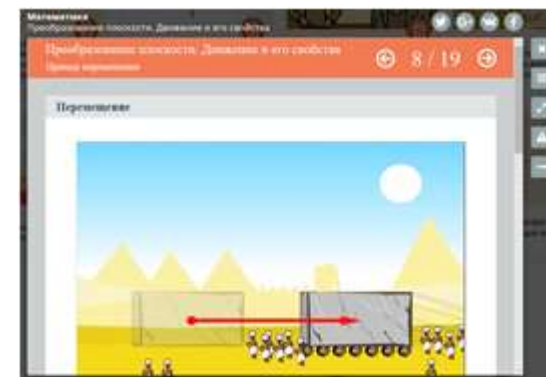 Математика
Преобразование плоскости. Движение и его свойства
Преобразование плоскости. Движение и его свойства
8 / 19
Перемещение